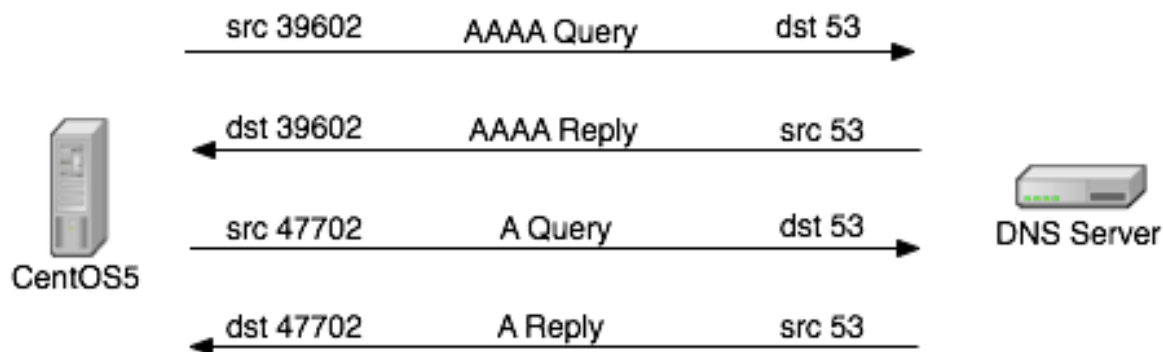 src 39602 AAAA Query dst 53
dst 39602 AAAA Reply src 53
src 47702 A Query dst 53
DNS Server
CentOS5
dst 47702 A Reply src 53